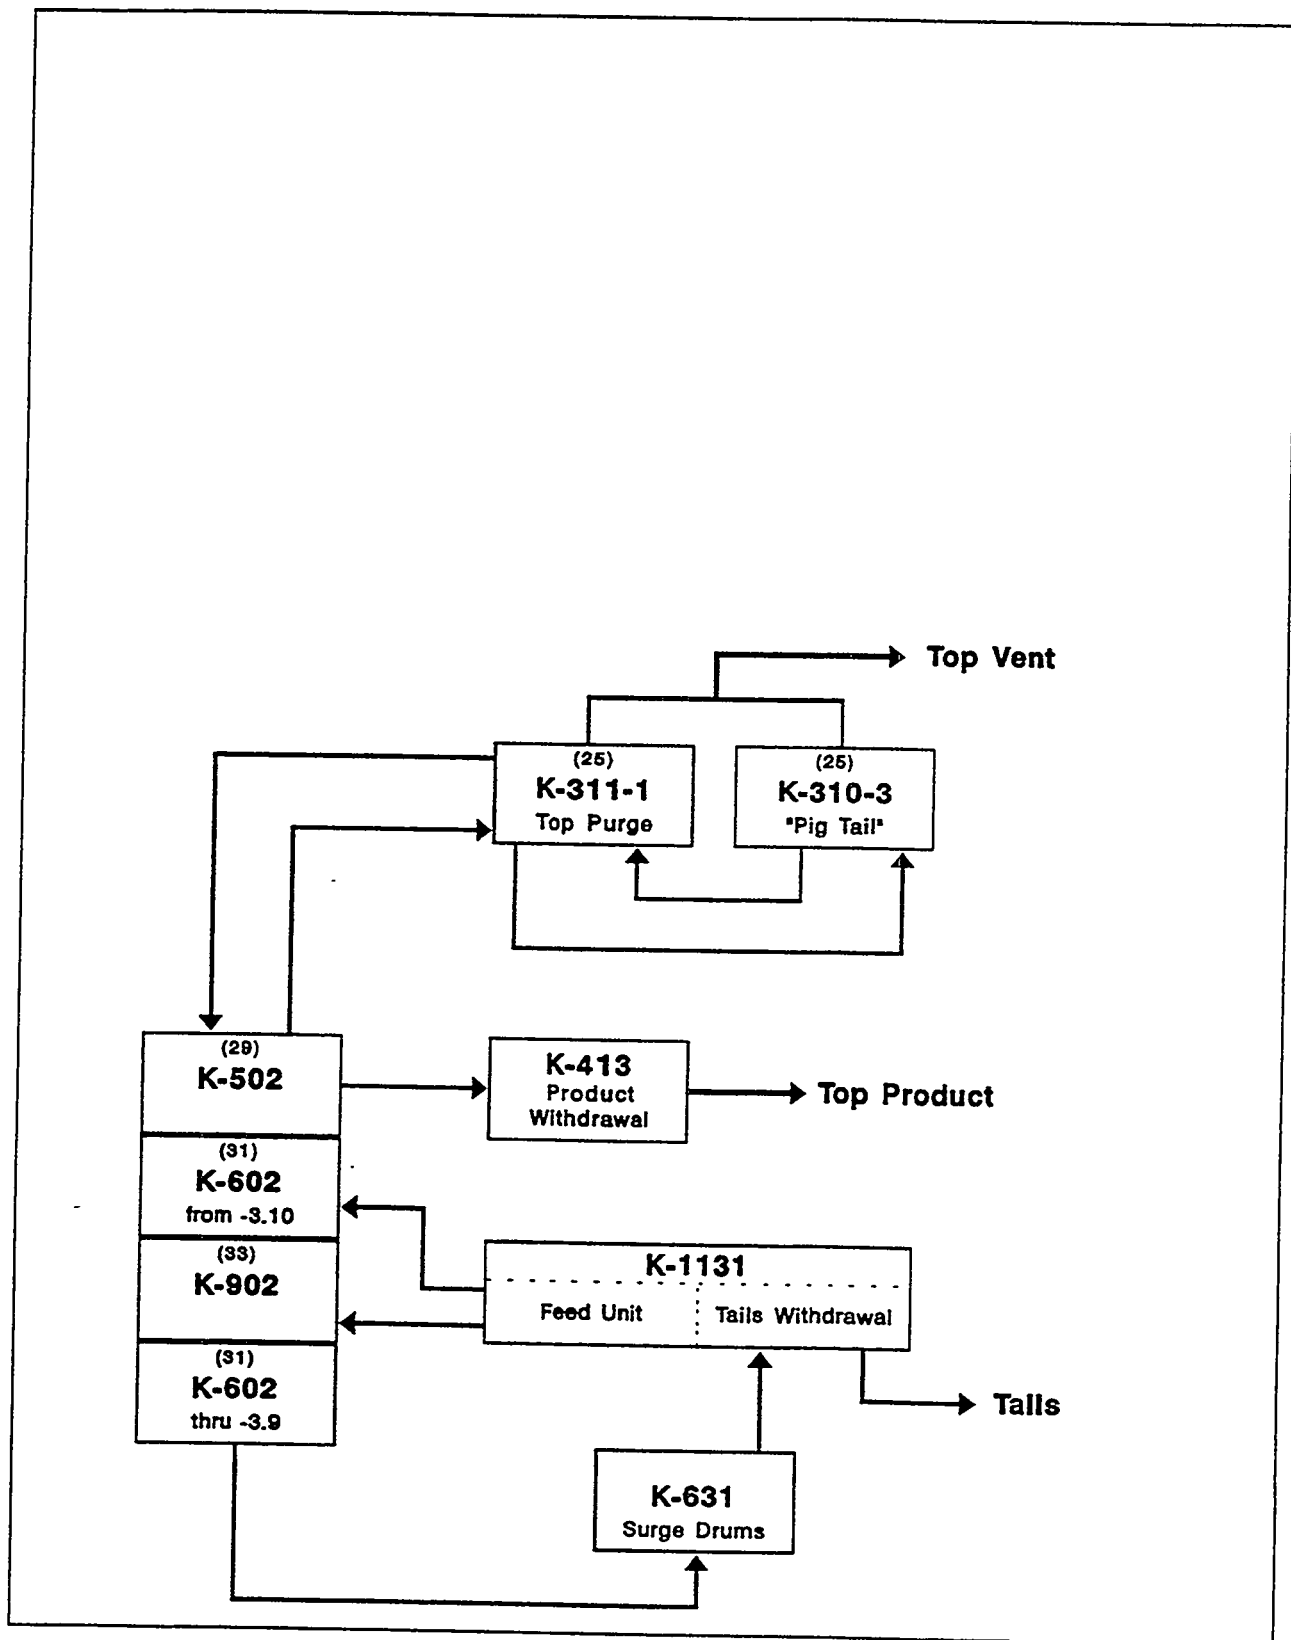 Top Vent
(25)
K-311-1
Top Purge
(25)
K-310-3
"Pig Tail"
(29)
K-502
K-413
Product
Withdrawal
Top Product
(31)
K-602
from -3.10
(33)
K-902
K-1131
Feed Unit
Tails Withdrawal
(31)
K-602
thru -3.9
Tails
K-631
Surge Drums